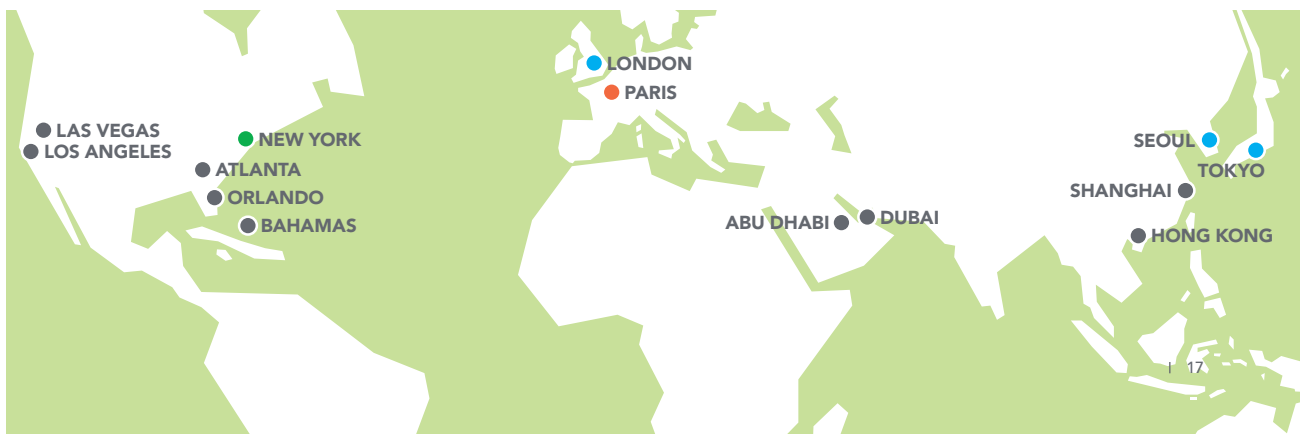 LONDON
PARIS
LAS VEGAS
NEW YORK
SEOUL
LOS ANGELES
ATLANTA
TOKYO
SHANGHAI
ORLANDO
BAHAMAS
ABU DHABI
DUBAI
HONG KONG
| 17